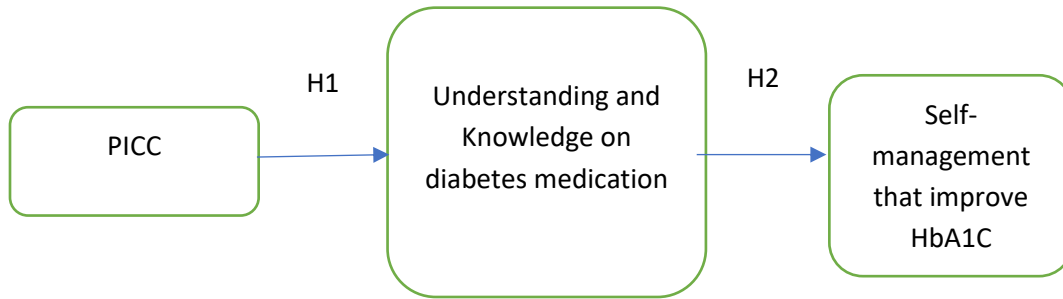 PICC
H1
Understanding and
Knowledge on
diabetes medication
H2
Self-
management
that improve
HbA1C